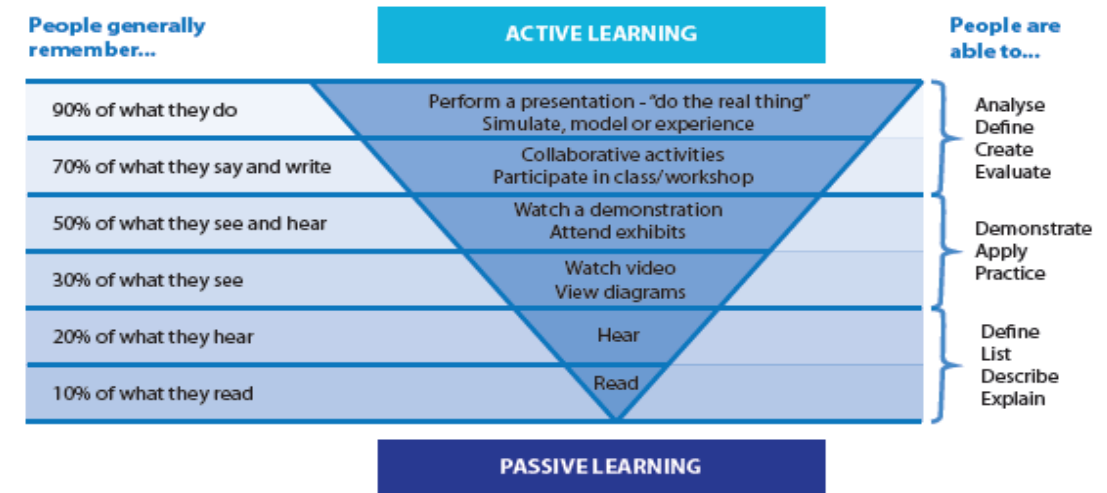 People generally
remember...
ACTIVE LEARNING
People are
able to...
90% of what they do
Perform a presentation - “do the real thing”
Simulate, model or experience
Analyse
Define
Create
Evaluate
70% of what they say and write
Collaborative activities
Participate in class/workshop
50% of what they see and hear
Watch a demonstration
Attend exhibits
Demonstrate
Apply
Practice
30% of what they see
Watch video
View diagrams
20% of what they hear
Hear
Define
List
Describe
Explain
10% of what they read
Read
PASSIVE LEARNING